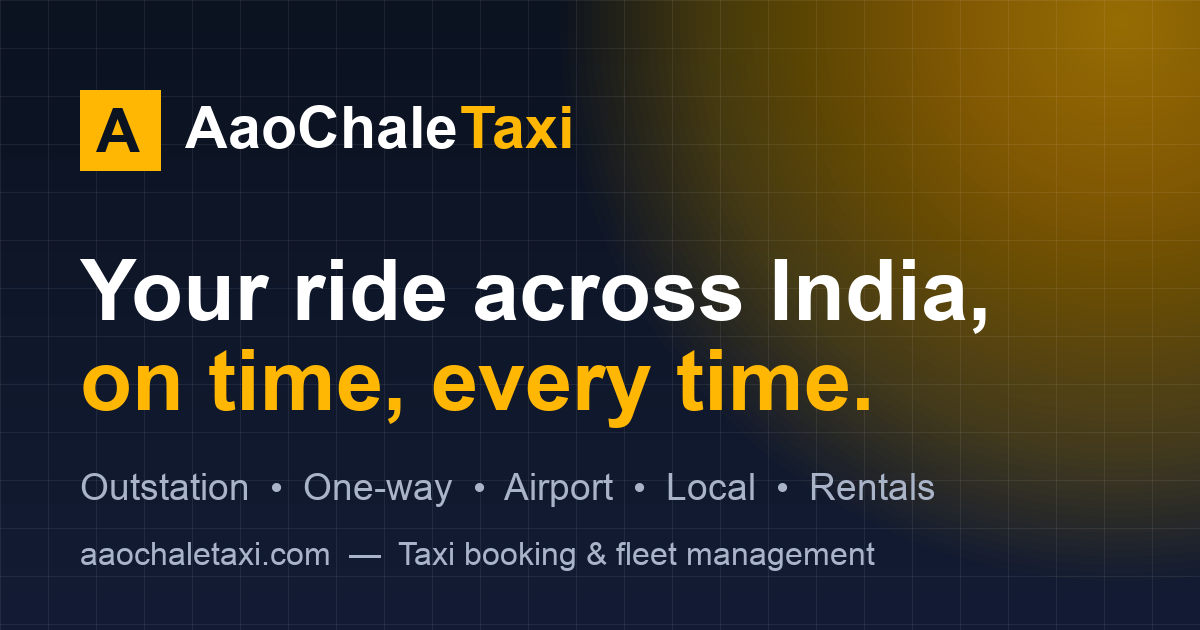 A AaoChaleTaxi
Your ride across India,
on time, every time.
Outstation • One-way • Airport • Local • Rentals
aaochaletaxi.com — Taxi booking & fleet management